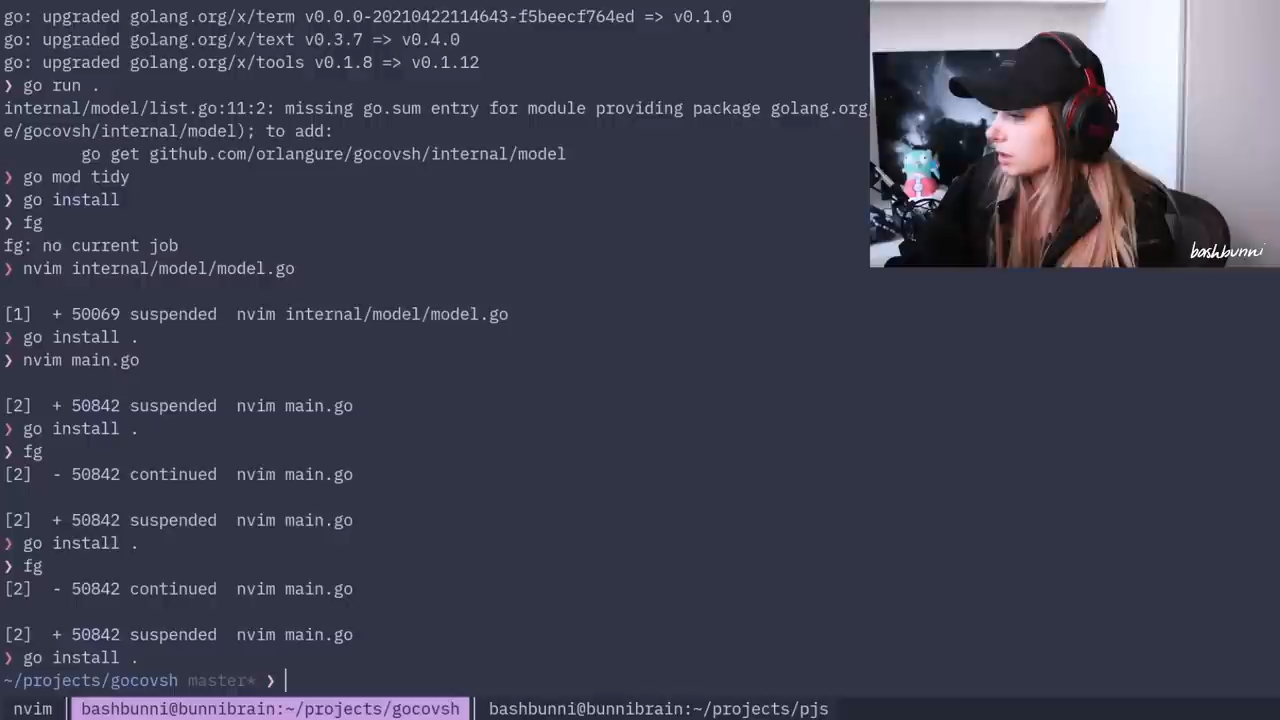 go: upgraded golang.org/x/term v0.0.0-20210422114643-f5beecf764ed => v0.1.0
go: upgraded golang.org/x/text v0.3.7 => v0.4.0
go: upgraded golang.org/x/tools v0.1.8 => v0.1.12
❯ go run .
internal/model/list.go:11:2: missing go.sum entry for module providing package golang.org
e/gocovsh/internal/model); to add:
go get github.com/orlangure/gocovsh/internal/model
❯ go mod tidy
❯ go install
❯ fg
fg: no current job
❯ nvim internal/model/model.go
[1]  + 50069 suspended  nvim internal/model/model.go
❯ go install .
❯ nvim main.go
[2]  + 50842 suspended  nvim main.go
❯ go install .
❯ fg
[2]  - 50842 continued  nvim main.go
[2]  + 50842 suspended  nvim main.go
❯ go install .
❯ fg
[2]  - 50842 continued  nvim main.go
[2]  + 50842 suspended  nvim main.go
❯ go install .
~/projects/gocovsh master* ❯
nvim | bashbunni@bunnibrain:~/projects/gocovsh | bashbunni@bunnibrain:~/projects/pjs
bashbunni